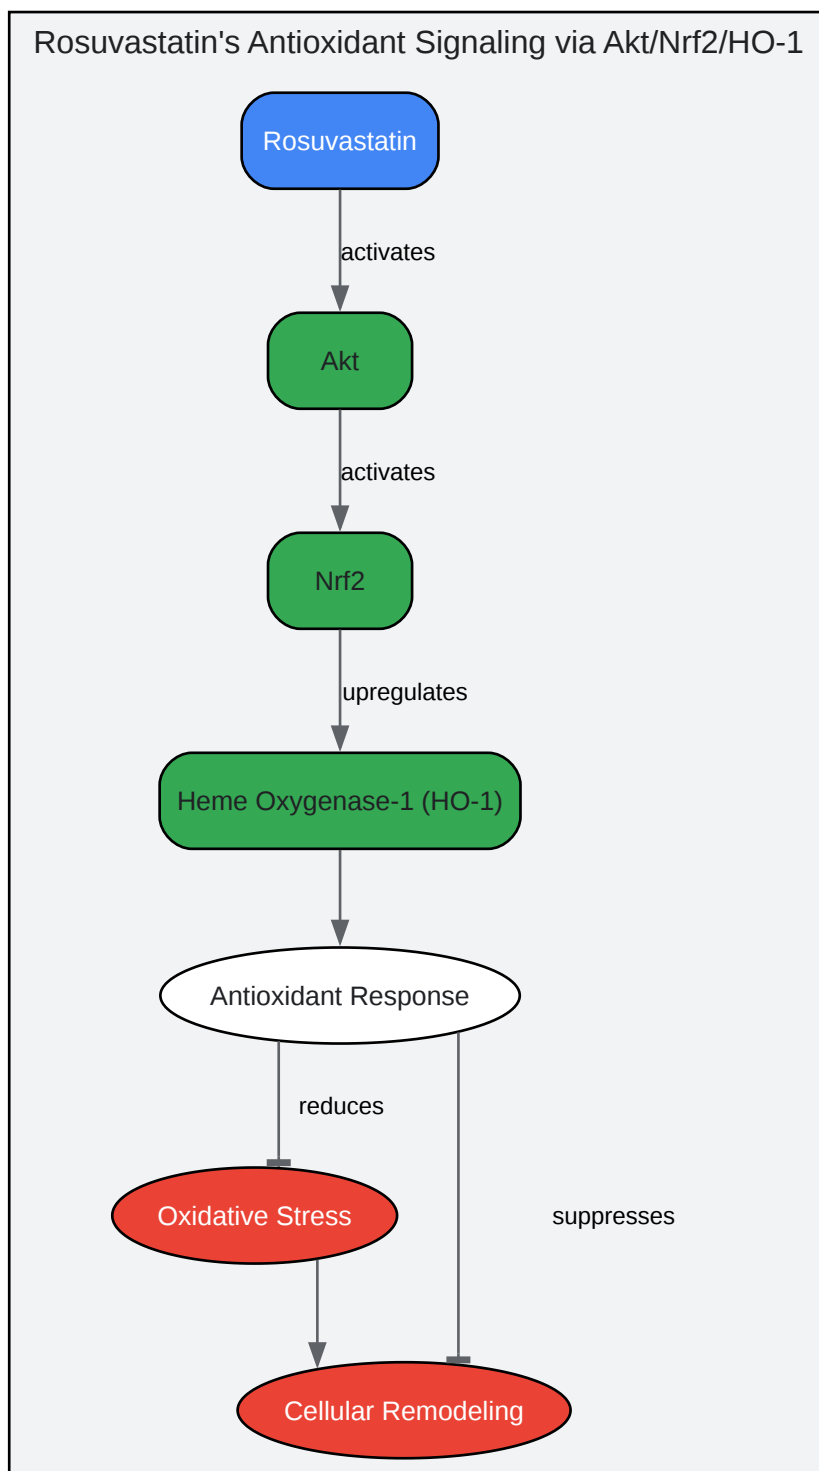 Rosuvastatin's Antioxidant Signaling via Akt/Nrf2/HO-1
Rosuvastatin
activates
Akt
activates
Nrf2
upregulates
Heme Oxygenase-1 (HO-1)
Antioxidant Response
reduces
Oxidative Stress
suppresses
Cellular Remodeling